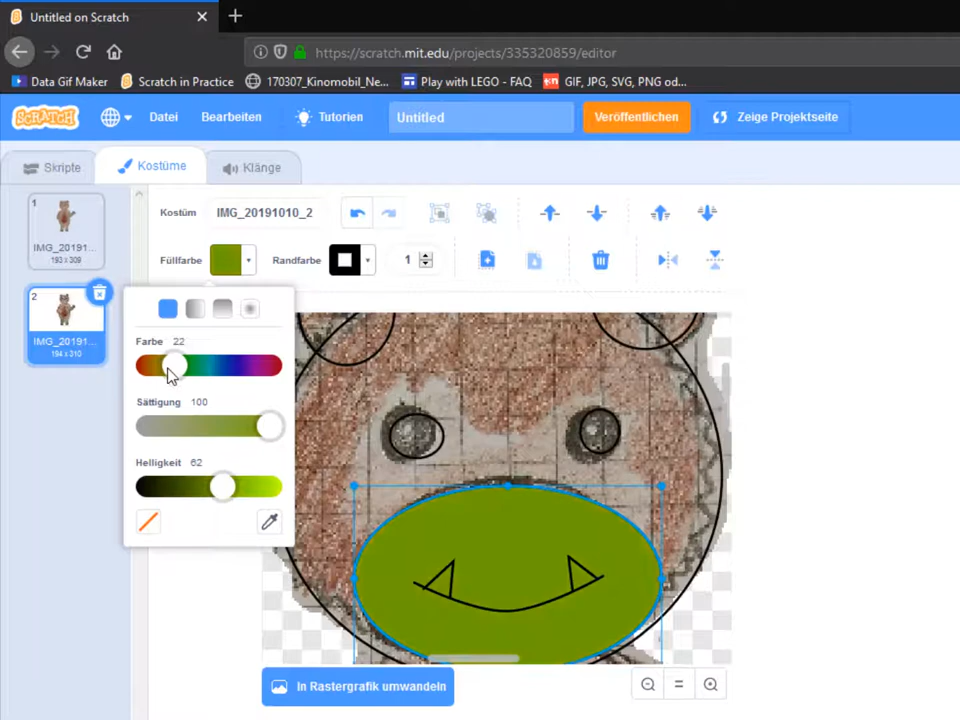 Untitled on Scratch
https://scratch.mit.edu/projects/335320859/editor
Data Gif Maker
Scratch in Practice
170307_Kinomobil_Ne...
Play with LEGO - FAQ
GIF, JPG, SVG, PNG od...
SCRATCH
Datei
Bearbeiten
Tutorien
Untitled
Veröffentlichen
Zeige Projektseite
Skripte
Kostüme
Klänge
1
IMG_20191...
193 x 309
2
IMG_20191...
194 x 310
Kostüm
IMG_20191010_2
Füllfarbe
Randfarbe
1
Farbe 22
Sättigung 100
Helligkeit 62
In Rastergrafik umwandeln